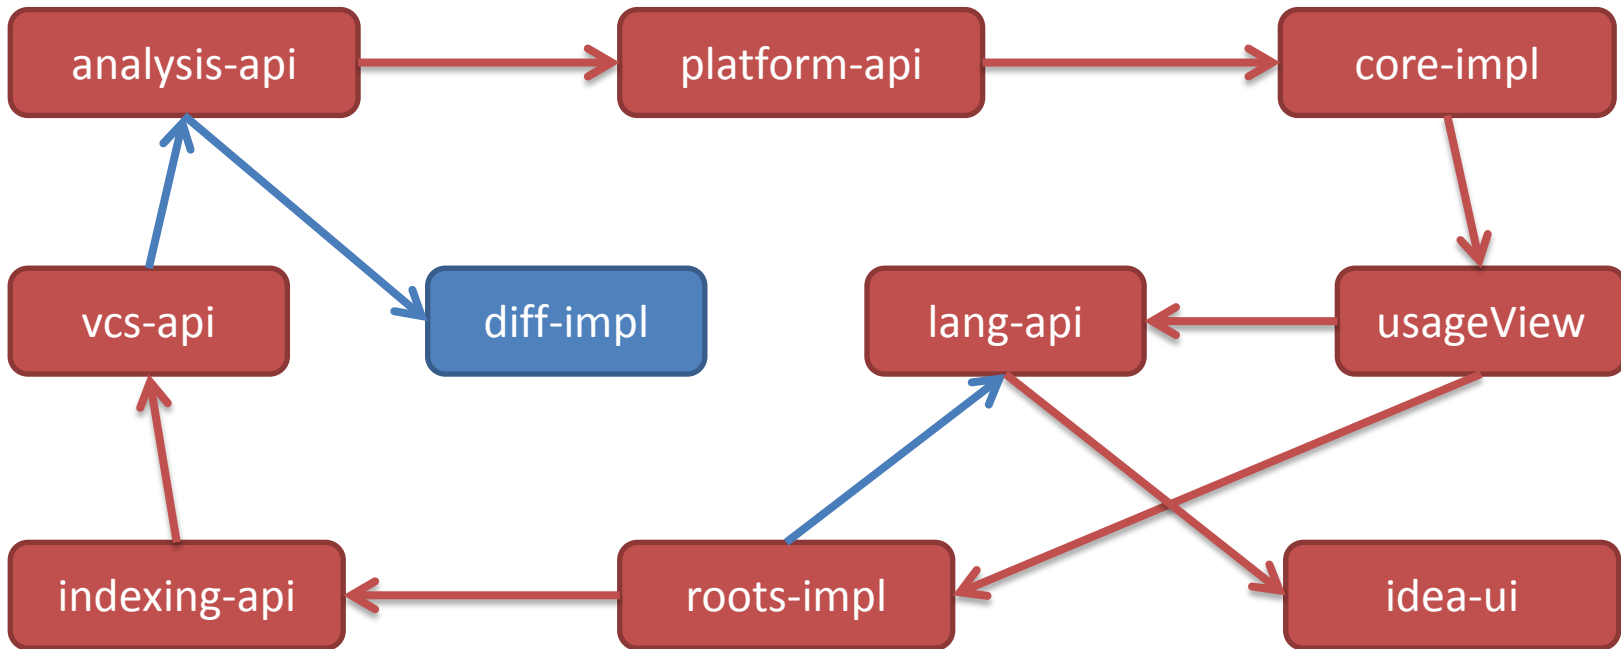 analysis-api
platform-api
core-impl
vcs-api
diff-impl
lang-api
usageView
indexing-api
roots-impl
idea-ui